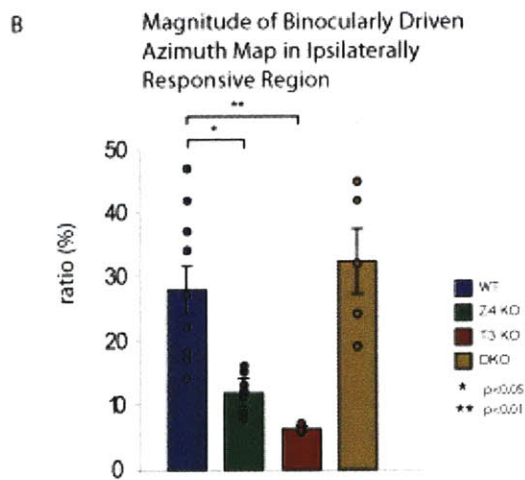 B
Magnitude of Binocularly Driven
Azimuth Map in Ipsilaterally
Responsive Region
**
*
50
40
30
20
10
0
ratio (%)
WT
Z4 KO
T3 KO
DKO
* p<0.05
** p<0.01